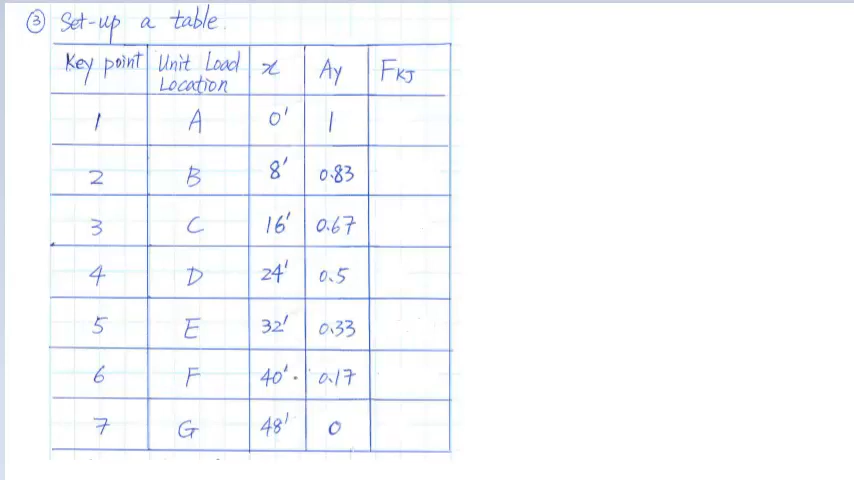 ③ Set-up a table.
Key point Unit Load Location x Ay FKJ
1 A 0' 1
2 B 8' 0.83
3 C 16' 0.67
4 D 24' 0.5
5 E 32' 0.33
6 F 40' 0.17
7 G 48' 0